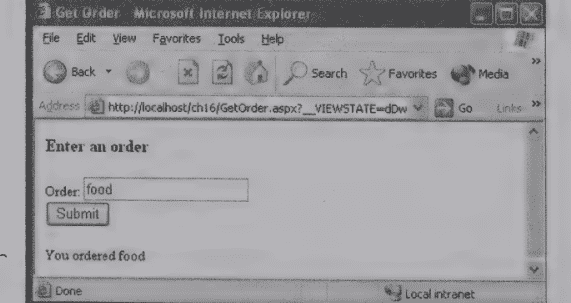 Get Order - Microsoft Internet Explorer
File Edit View Favorites Tools Help
Back Search Favorites Media »
Address http://localhost/ch16/GetOrder.aspx?__VIEWSTATE=dDw Go Links »
Enter an order
Order: food
Submit
You ordered food
Done Local intranet